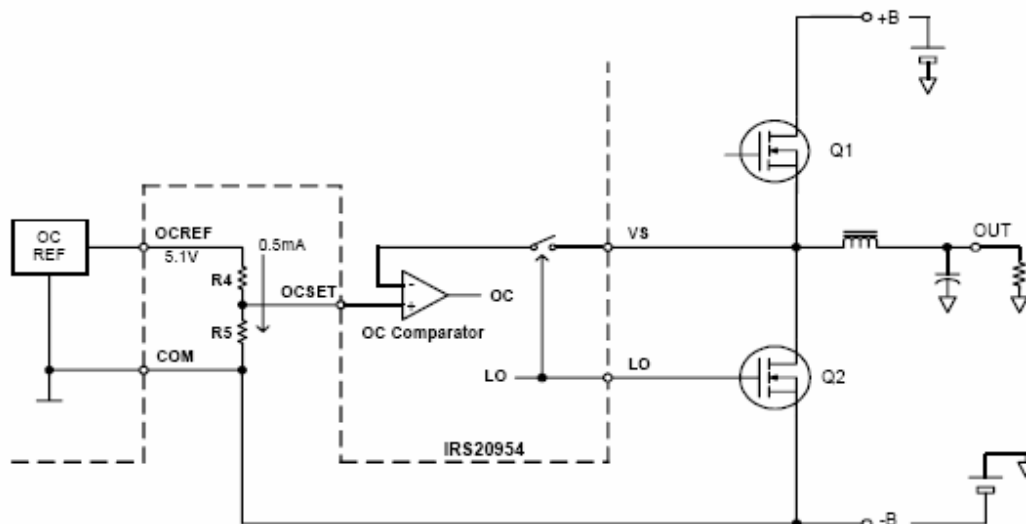 +B
Q1
OC
REF
OCREF
5.1V
0.5mA
R4
VS
OUT
-
+
OC
OCSET
OC Comparator
R5
COM
LO
LO
Q2
IRS20954
-B